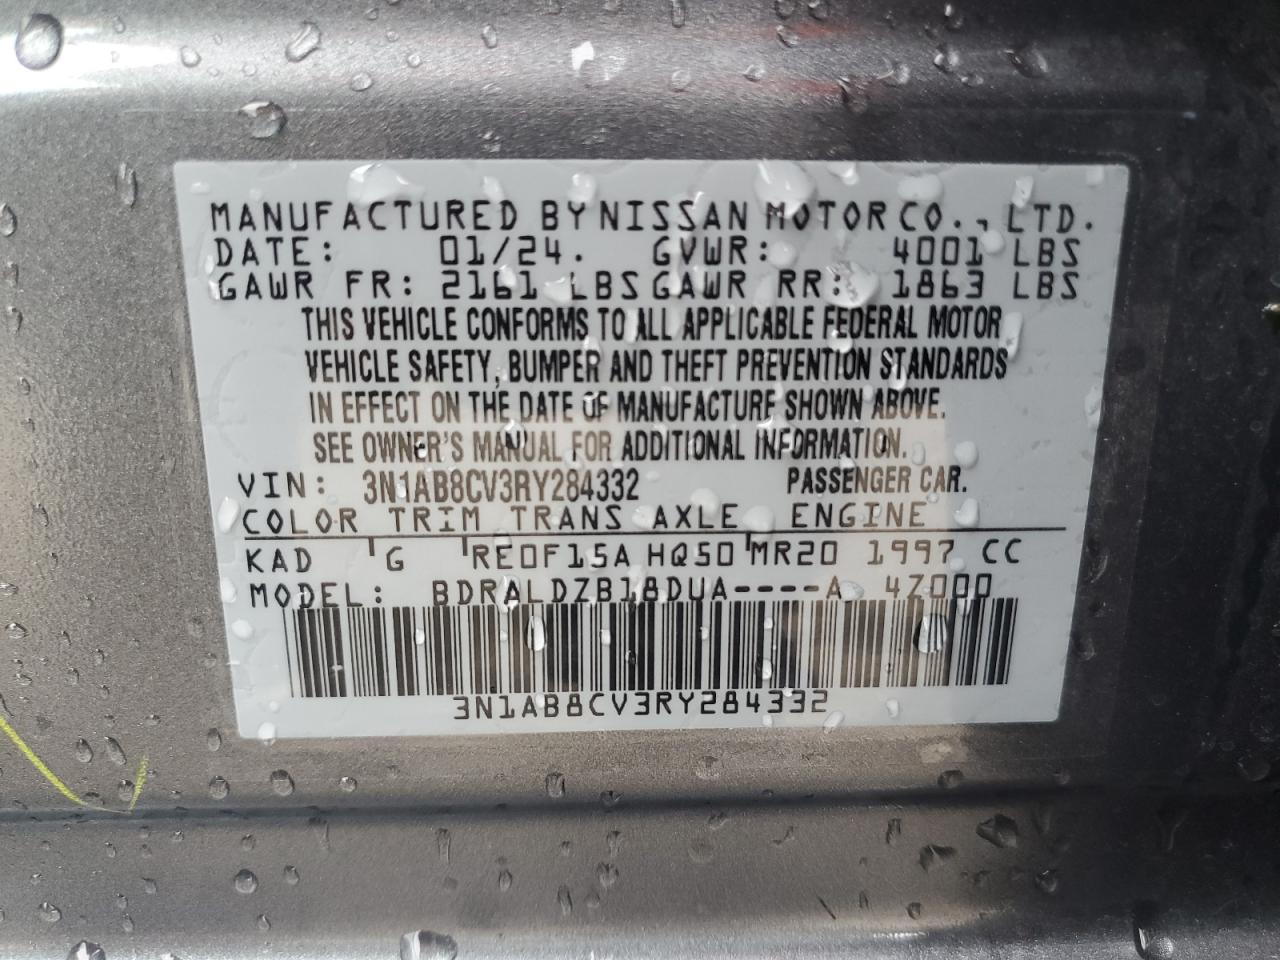 MANUFACTURED BY NISSAN MOTOR CO., LTD.
DATE: 01/24. GVWR: 4001 LBS
GAWR FR: 2161 LBS GAWR RR: 1863 LBS
THIS VEHICLE CONFORMS TO ALL APPLICABLE FEDERAL MOTOR
VEHICLE SAFETY, BUMPER AND THEFT PREVENTION STANDARDS
IN EFFECT ON THE DATE OF MANUFACTURE SHOWN ABOVE.
SEE OWNER'S MANUAL FOR ADDITIONAL INFORMATION.
VIN: 3N1AB8CV3RY284332 PASSENGER CAR.
COLOR TRIM TRANS AXLE ENGINE
KAD G RE0F15A HQ50 MR20 1997 CC
MODEL: BDRALDZB18DUA----A 4Z000
3N1AB8CV3RY284332